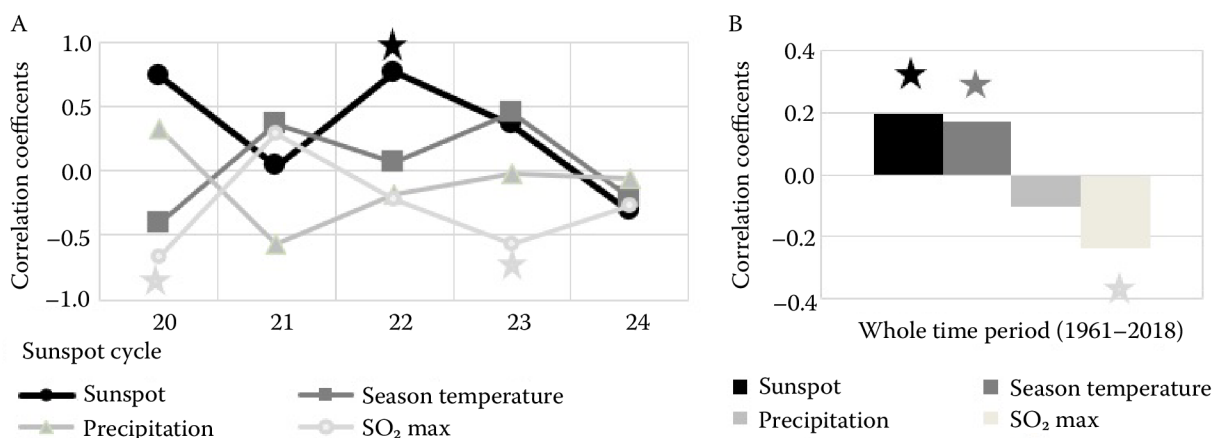 A
Correlation coefficents
1.0
0.5
0.0
−0.5
−1.0
20 21 22 23 24
Sunspot cycle
Sunspot
Season temperature
Precipitation
SO₂ max
B
Correlation coefficents
0.4
0.2
0.0
−0.2
−0.4
Whole time period (1961–2018)
Sunspot
Season temperature
Precipitation
SO₂ max